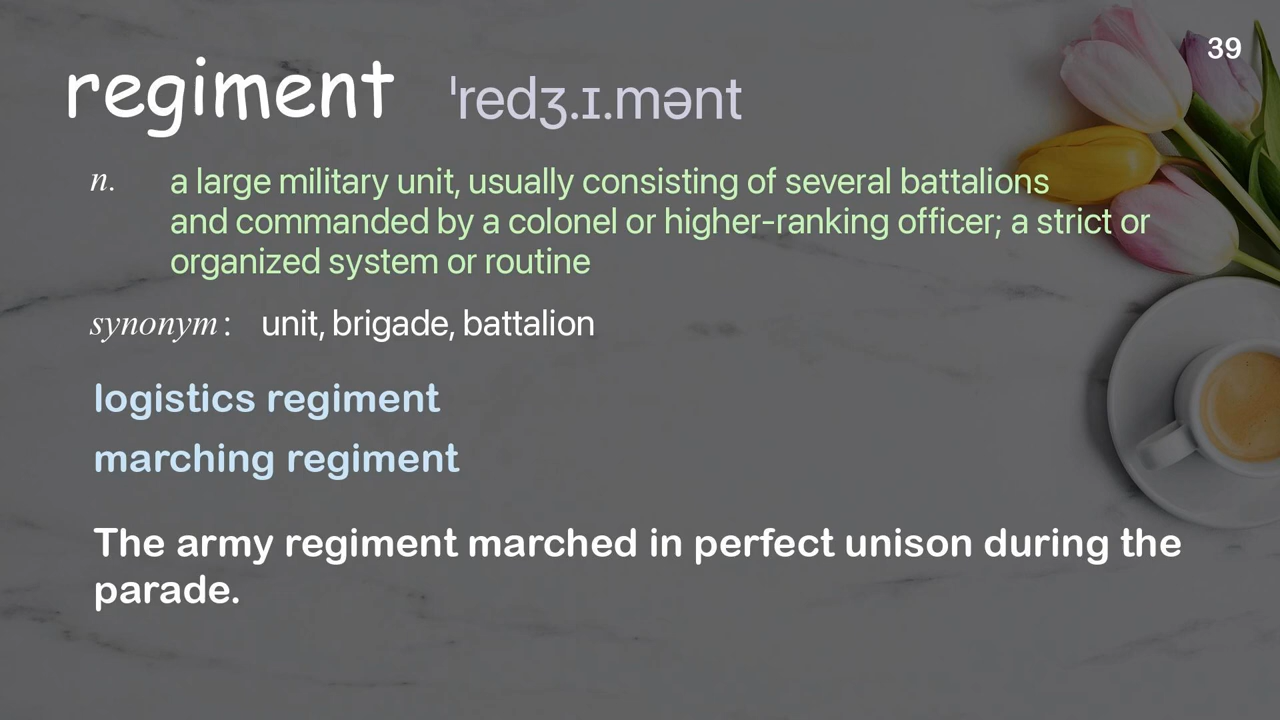 39
regiment ˈredʒ.ɪ.mənt
n. a large military unit, usually consisting of several battalions
and commanded by a colonel or higher-ranking officer; a strict or
organized system or routine
synonym: unit, brigade, battalion
logistics regiment
marching regiment
The army regiment marched in perfect unison during the
parade.